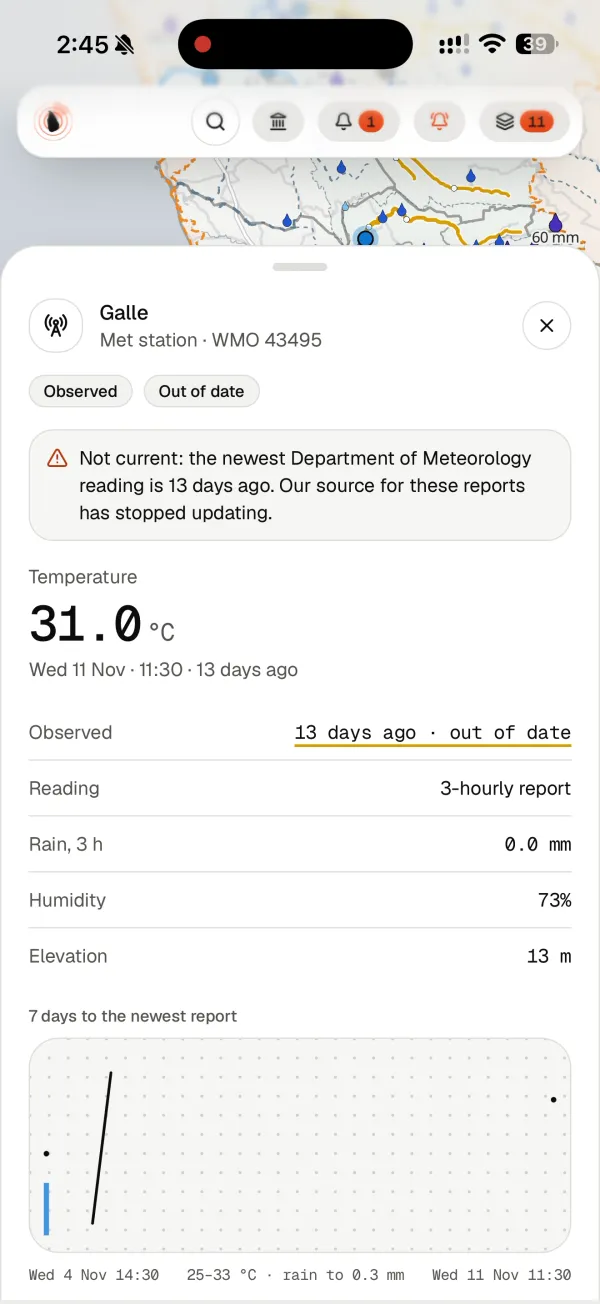 2:45
39
1
11
60 mm
Galle
Met station · WMO 43495
Observed
Out of date
Not current: the newest Department of Meteorology
reading is 13 days ago. Our source for these reports
has stopped updating.
Temperature
31.0 °C
Wed 11 Nov · 11:30 · 13 days ago
Observed
13 days ago · out of date
Reading
3-hourly report
Rain, 3 h
0.0 mm
Humidity
73%
Elevation
13 m
7 days to the newest report
Wed 4 Nov 14:30
25–33 °C · rain to 0.3 mm
Wed 11 Nov 11:30